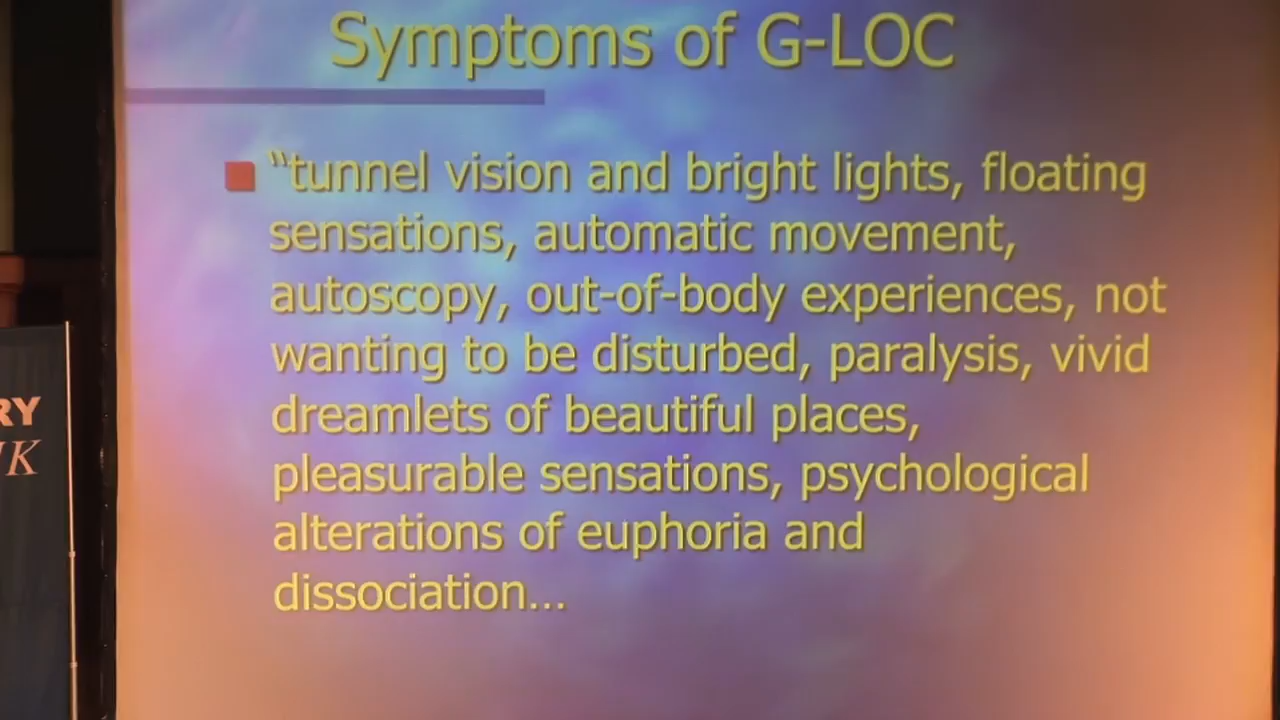 Symptoms of G-LOC
“tunnel vision and bright lights, floating
sensations, automatic movement,
autoscopy, out-of-body experiences, not
wanting to be disturbed, paralysis, vivid
dreamlets of beautiful places,
pleasurable sensations, psychological
alterations of euphoria and
dissociation...
RY